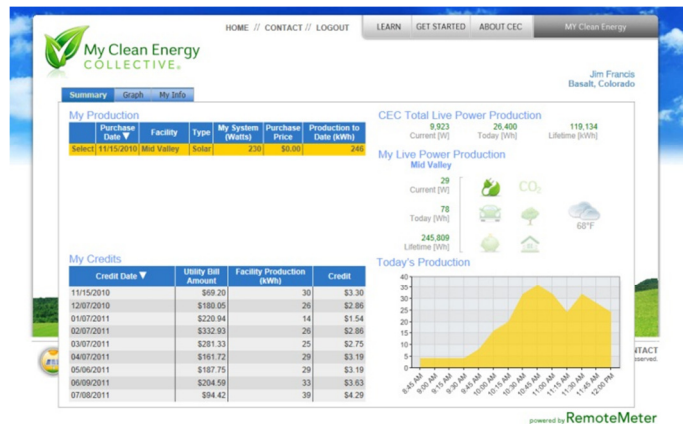 HOME // CONTACT // LOGOUT
LEARN GET STARTED ABOUT CEC MY Clean Energy
My Clean Energy
COLLECTIVE®
Jim Francis
Basalt, Colorado
Summary Graph My Info
My Production
Purchase Date ▼ Facility Type My System (Watts) Purchase Price Production to Date (kWh)
Select 11/15/2010 Mid Valley Solar 230 $0.00 246
CEC Total Live Power Production
9,923 26,400 119,134
Current [W] Today [Wh] Lifetime [kWh]
My Live Power Production
Mid Valley
29
Current [W]
CO₂
78
Today [Wh]
68°F
245,809
Lifetime [Wh]
My Credits
Credit Date ▼ Utility Bill Amount Facility Production (kWh) Credit
11/15/2010 $69.20 30 $3.30
12/07/2010 $180.05 26 $2.86
01/07/2011 $220.94 14 $1.54
02/07/2011 $332.93 26 $2.86
03/07/2011 $281.33 25 $2.75
04/07/2011 $161.72 29 $3.19
05/06/2011 $187.75 29 $3.19
06/09/2011 $204.59 33 $3.63
07/08/2011 $94.42 39 $4.29
Today's Production
40
35
30
25
20
15
10
5
0
8:45 AM 9:00 AM 9:15 AM 9:30 AM 9:45 AM 10:00 AM 10:15 AM 10:30 AM 10:45 AM 11:00 AM 11:15 AM 11:30 AM 11:45 AM 12:00 PM
NTACT
served.
powered by RemoteMeter